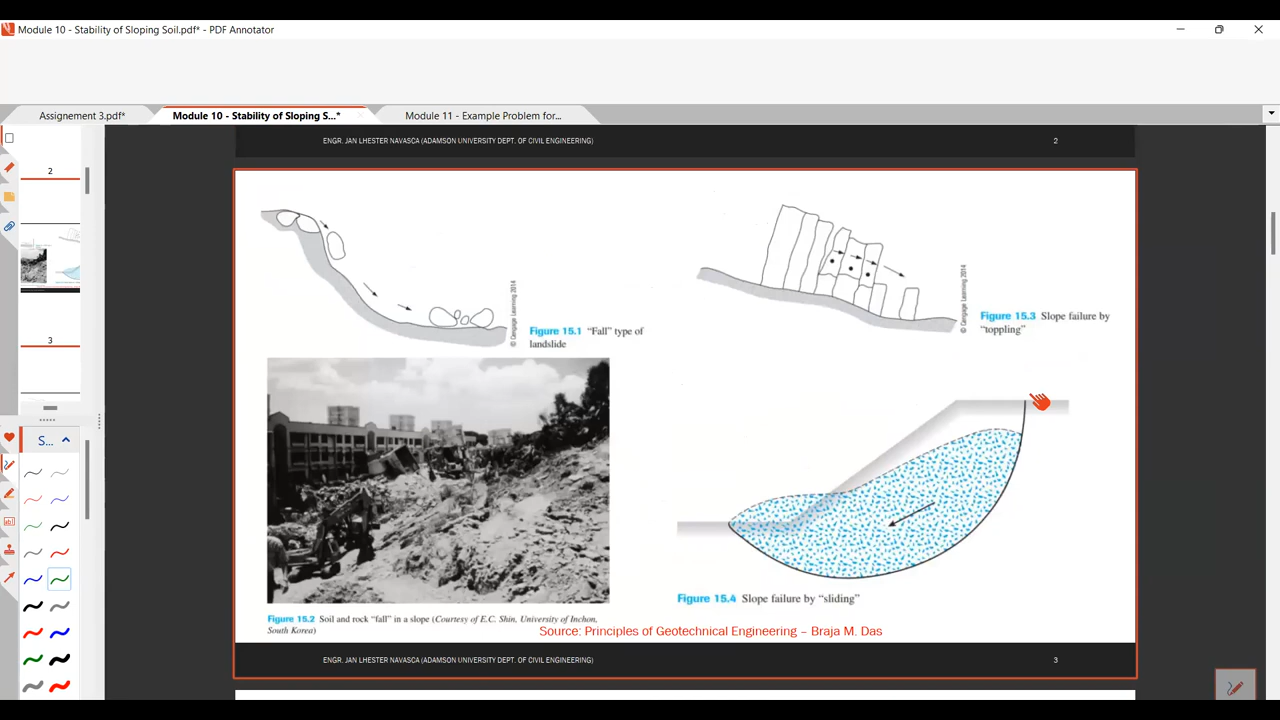 Module 10 - Stability of Sloping Soil.pdf* - PDF Annotator
Assignement 3.pdf*
Module 10 - Stability of Sloping S...*
Module 11 - Example Problem for...
ENGR. JAN LHESTER NAVASCA (ADAMSON UNIVERSITY DEPT. OF CIVIL ENGINEERING)
2
2
3
S...
© Cengage Learning 2014
Figure 15.1 “Fall” type of
landslide
© Cengage Learning 2014
Figure 15.3 Slope failure by
“toppling”
Figure 15.4 Slope failure by “sliding”
Figure 15.2 Soil and rock “fall” in a slope (Courtesy of E.C. Shin, University of Inchon,
South Korea)
Source: Principles of Geotechnical Engineering – Braja M. Das
ENGR. JAN LHESTER NAVASCA (ADAMSON UNIVERSITY DEPT. OF CIVIL ENGINEERING)
3